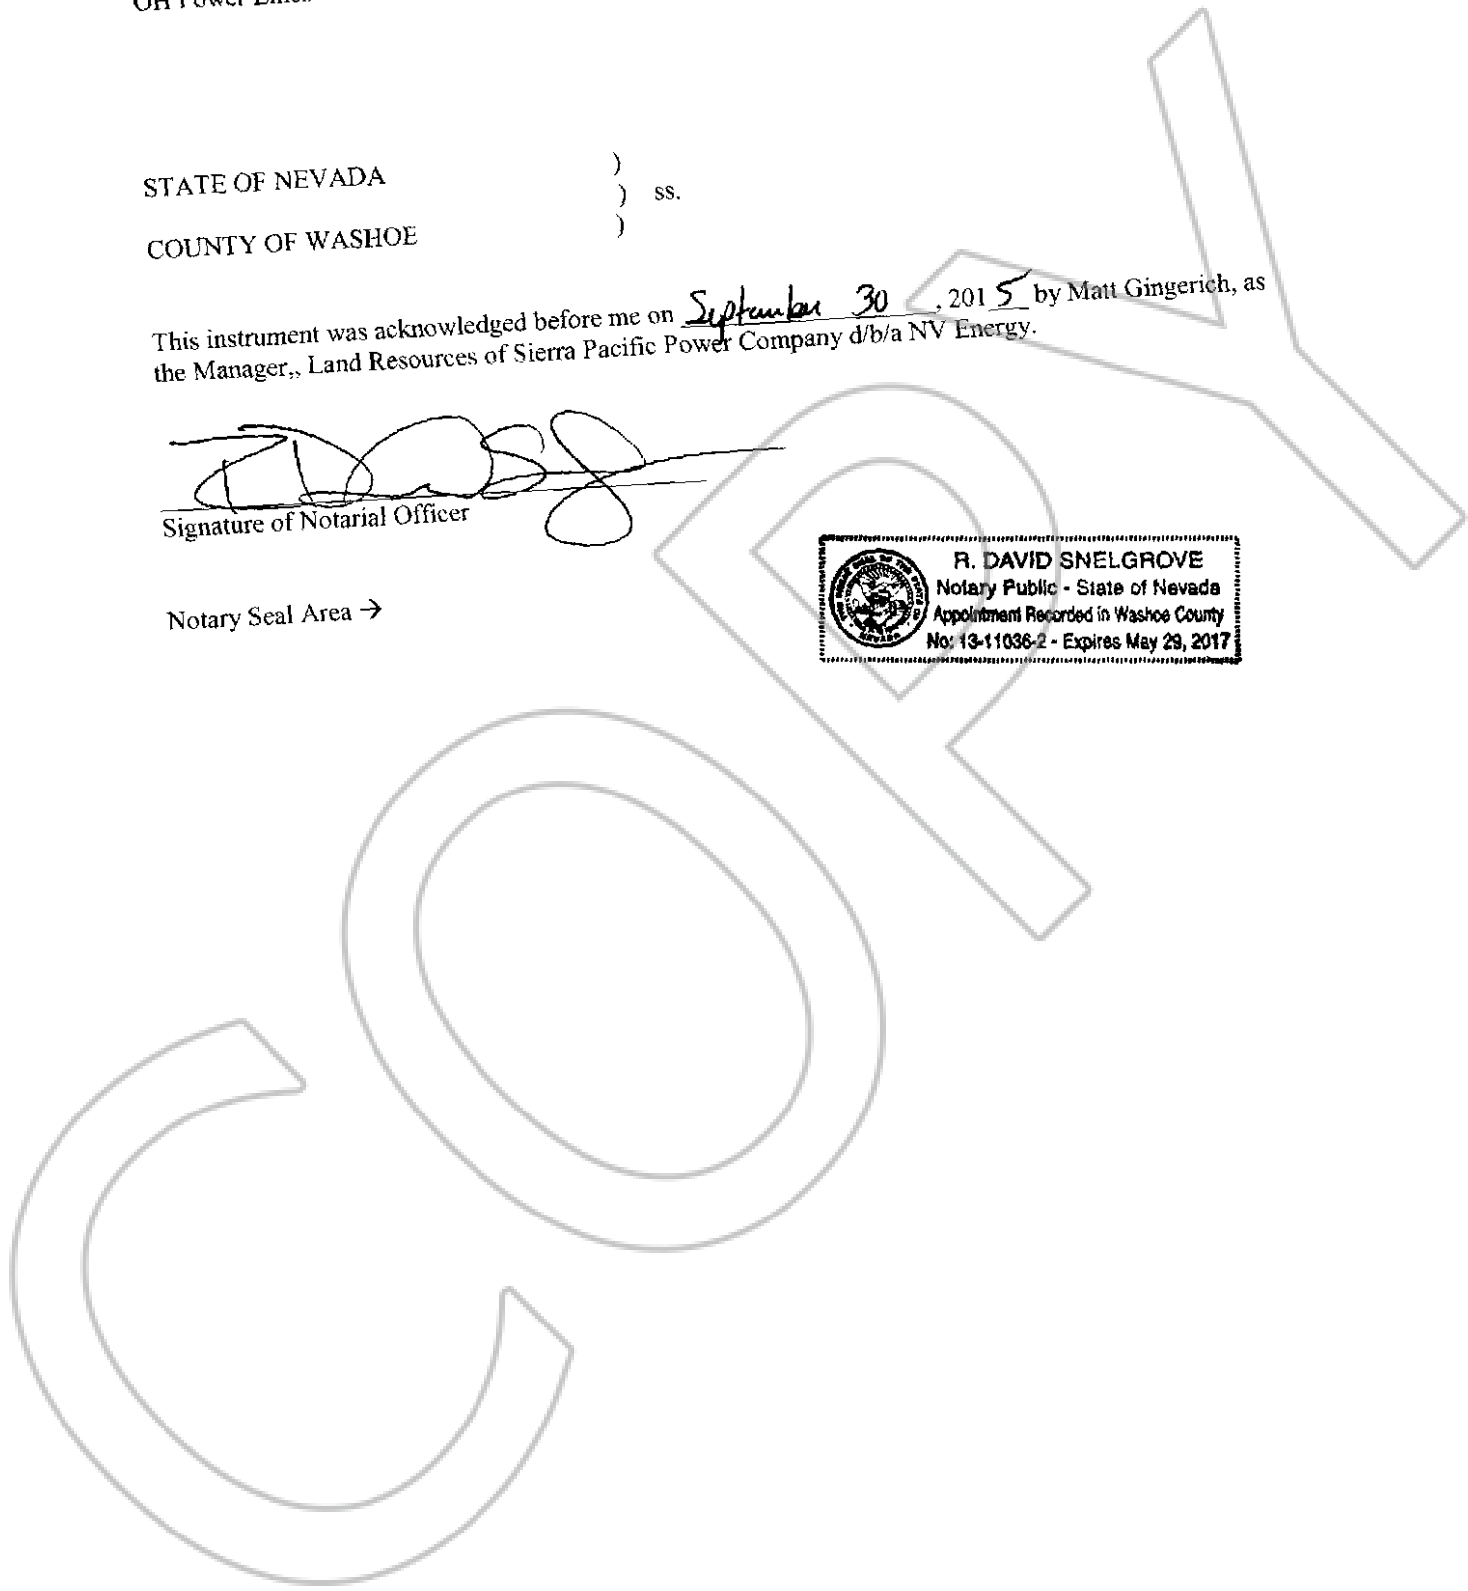 OH Power
STATE OF NEVADA )
) ss.
COUNTY OF WASHOE )
This instrument was acknowledged before me on September 30, 2015 by Matt Gingerich, as
the Manager,, Land Resources of Sierra Pacific Power Company d/b/a NV Energy.
Signature of Notarial Officer
Notary Seal Area →
R. DAVID SNELGROVE
Notary Public - State of Nevada
Appointment Recorded in Washoe County
No: 13-11036-2 - Expires May 29, 2017
COPY